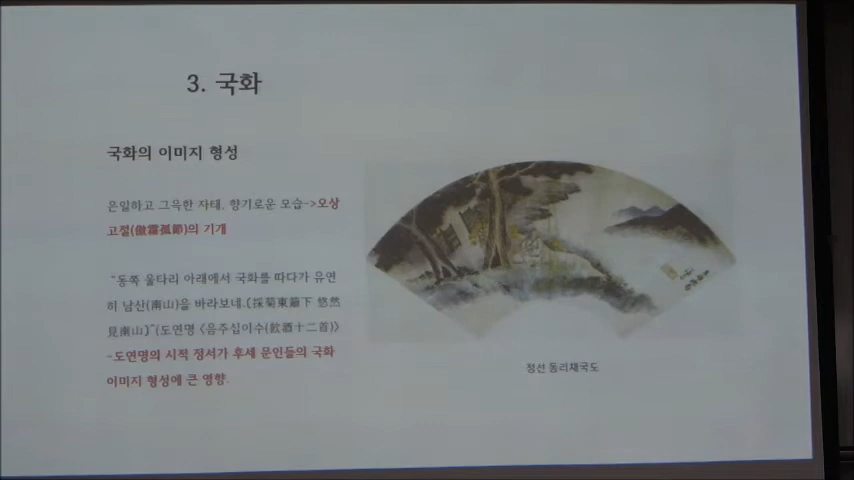 3. 국화
국화의 이미지 형성
은일하고 그윽한 자태, 향기로운 모습->오상
고절(傲霜孤節)의 기개
"동쪽 울타리 아래에서 국화를 따다가 유연
히 남산(南山)을 바라보네.〔採菊東籬下 悠然
見南山〕"(도연명 《음주십이수(飮酒十二首)》
-도연명의 시적 정서가 후세 문인들의 국화
이미지 형성에 큰 영향.
정선 동리채국도